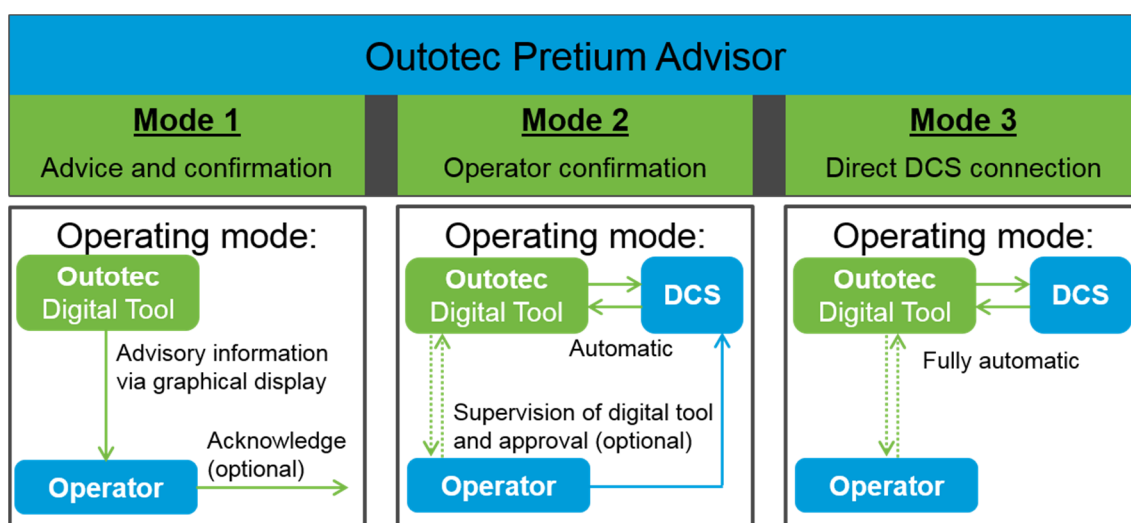 Outotec Pretium Advisor
Mode 1
Advice and confirmation
Mode 2
Operator confirmation
Mode 3
Direct DCS connection
Operating mode:
Outotec
Digital Tool
Advisory information
via graphical display
Acknowledge
(optional)
Operator
Operating mode:
Outotec
Digital Tool
DCS
Automatic
Supervision of digital tool
and approval (optional)
Operator
Operating mode:
Outotec
Digital Tool
DCS
Fully automatic
Operator